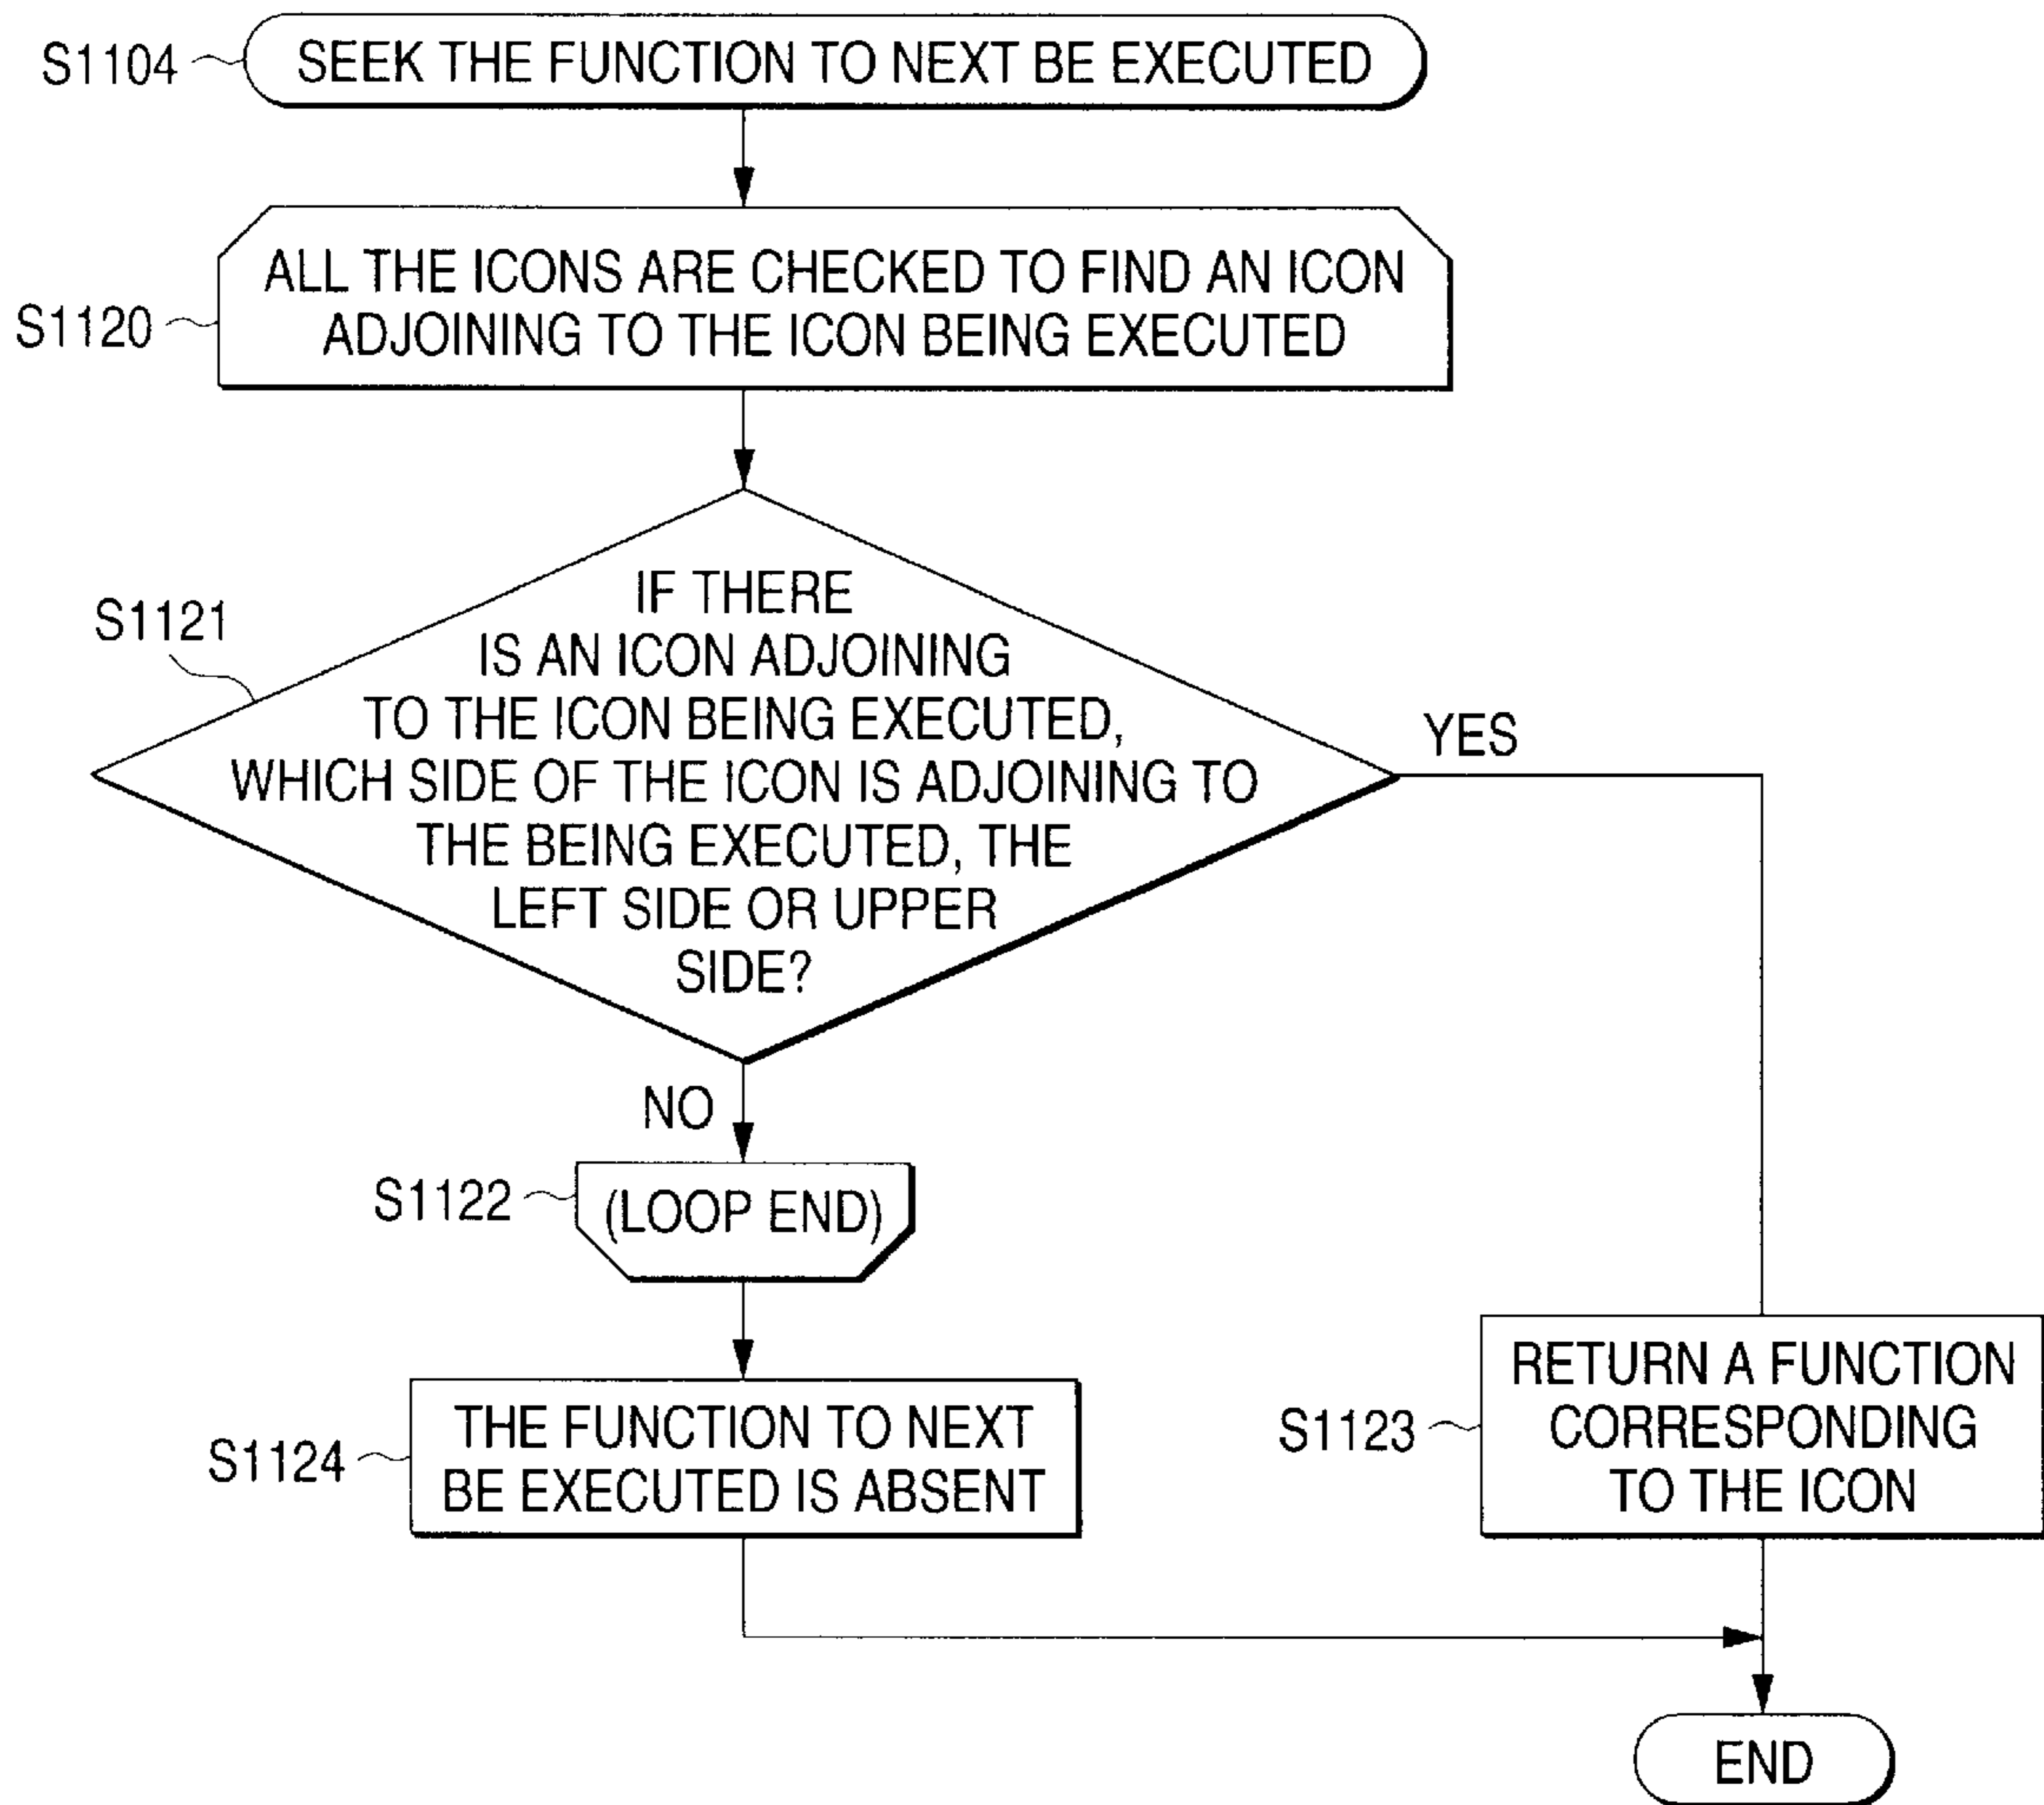 S1104
SEEK THE FUNCTION TO NEXT BE EXECUTED
S1120
ALL THE ICONS ARE CHECKED TO FIND AN ICON
ADJOINING TO THE ICON BEING EXECUTED
S1121
IF THERE
IS AN ICON ADJOINING
TO THE ICON BEING EXECUTED,
WHICH SIDE OF THE ICON IS ADJOINING TO
THE BEING EXECUTED, THE
LEFT SIDE OR UPPER
SIDE?
YES
NO
S1122
(LOOP END)
S1124
THE FUNCTION TO NEXT
BE EXECUTED IS ABSENT
S1123
RETURN A FUNCTION
CORRESPONDING
TO THE ICON
END